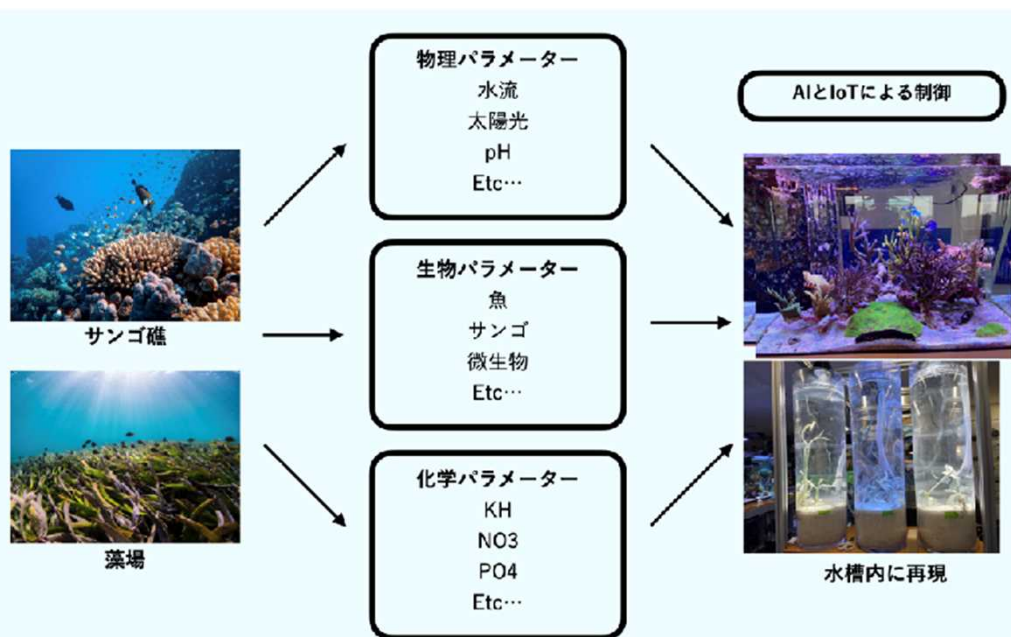 物理パラメーター
水流
太陽光
pH
Etc…
AIとIoTによる制御
サンゴ礁
生物パラメーター
魚
サンゴ
微生物
Etc…
藻場
化学パラメーター
KH
NO3
PO4
Etc…
水槽内に再現